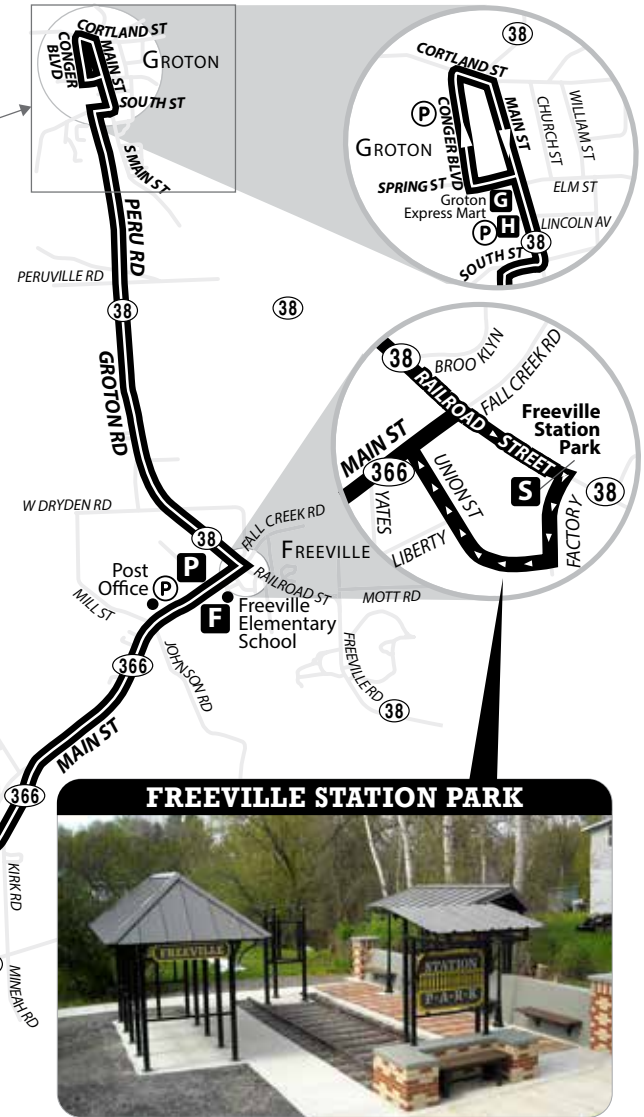 CORTLAND ST
CONGER
BLVD
MAIN ST
GROTON
SOUTH ST
S MAIN ST
PERU RD
PERUVILLE RD
38
38
GROTON RD
W DRYDEN RD
38
FALL CREEK RD
FREEVILLE
Post
Office
P
P
RAILROAD ST
MOTT RD
MILL ST
F
Freeville
Elementary
School
JOHNSON RD
FREEVILLE RD
38
366
MAIN ST
366
KIRK RD
MINEAH RD
38
CORTLAND ST
P
GROTON
CONGER BLVD
MAIN ST
CHURCH ST
WILLIAM ST
SPRING ST
ELM ST
Groton
Express Mart
G
LINCOLN AV
P
H
38
SOUTH ST
38
BROOKLYN
FALL CREEK RD
RAILROAD STREET
Freeville
Station
Park
MAIN ST
366
UNION ST
S
38
YATES
LIBERTY
FACTORY
FREEVILLE STATION PARK
FREEVILLE
STATION
P·A·R·K